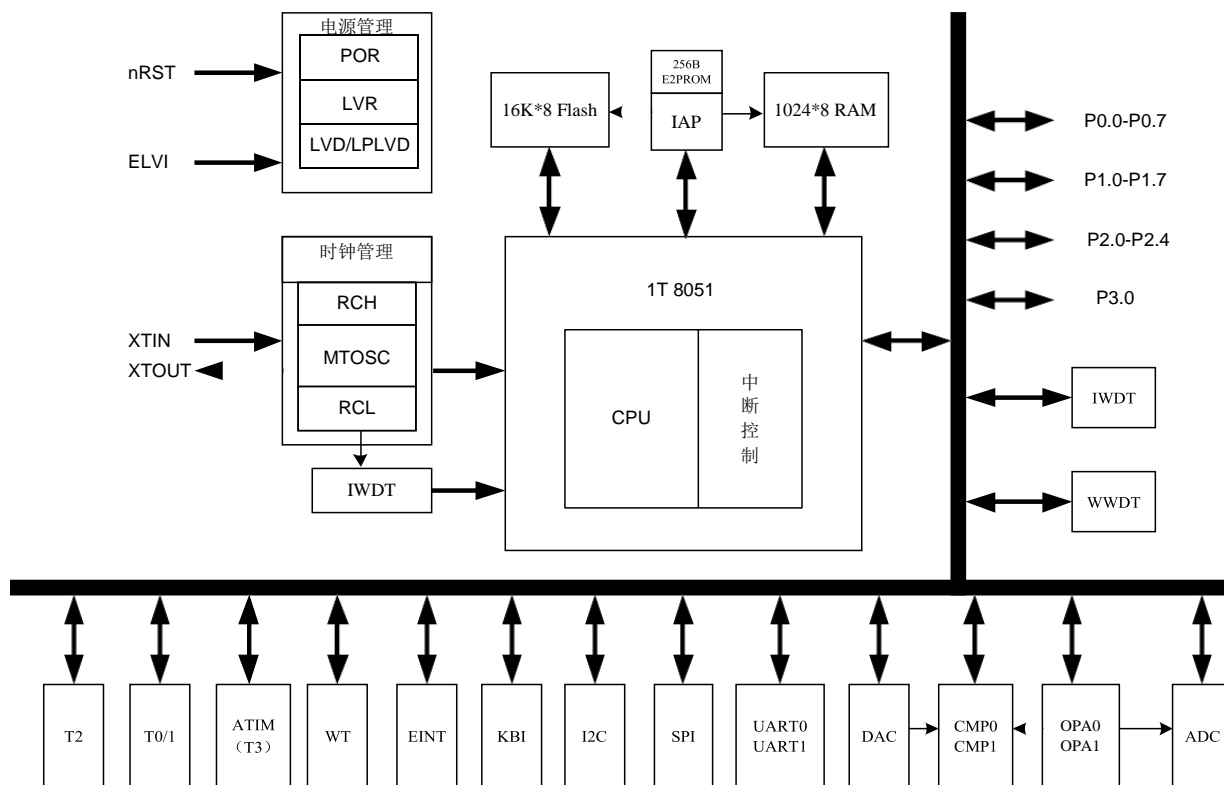 电源管理
POR
LVR
LVD/LPLVD
nRST
ELVI
256B
E2PROM
IAP
16K*8 Flash
1024*8 RAM
P0.0-P0.7
P1.0-P1.7
P2.0-P2.4
P3.0
时钟管理
RCH
MTOSC
RCL
XTIN
XTOUT
IWDT
1T 8051
CPU
中
断
控
制
IWDT
WWDT
T2
T0/1
ATIM
（T3）
WT
EINT
KBI
I2C
SPI
UART0
UART1
DAC
CMP0
CMP1
OPA0
OPA1
ADC